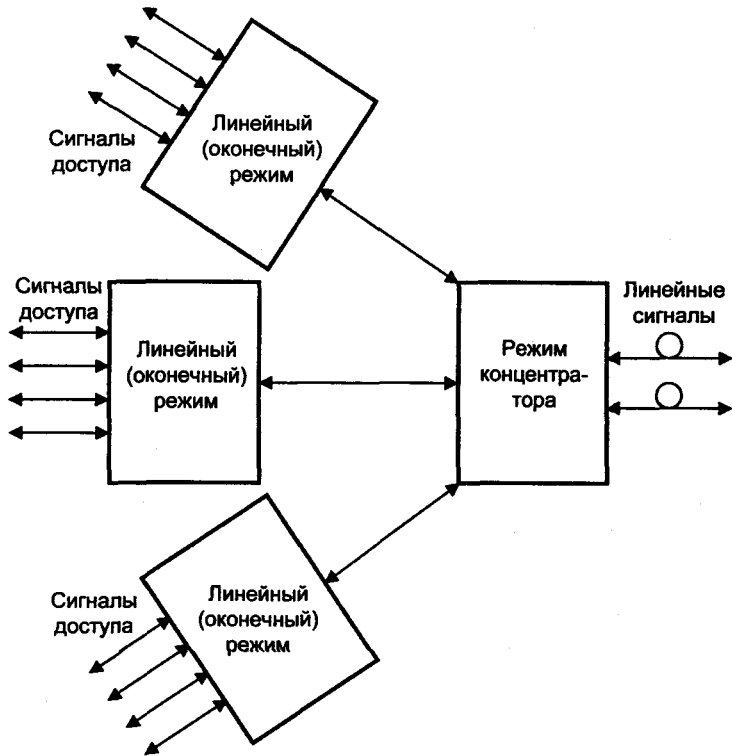 Сигналы
доступа
Линейный
(оконечный)
режим
Сигналы
доступа
Линейный
(оконечный)
режим
Режим
концентра-
тора
Линейные
сигналы
Сигналы
доступа
Линейный
(оконечный)
режим